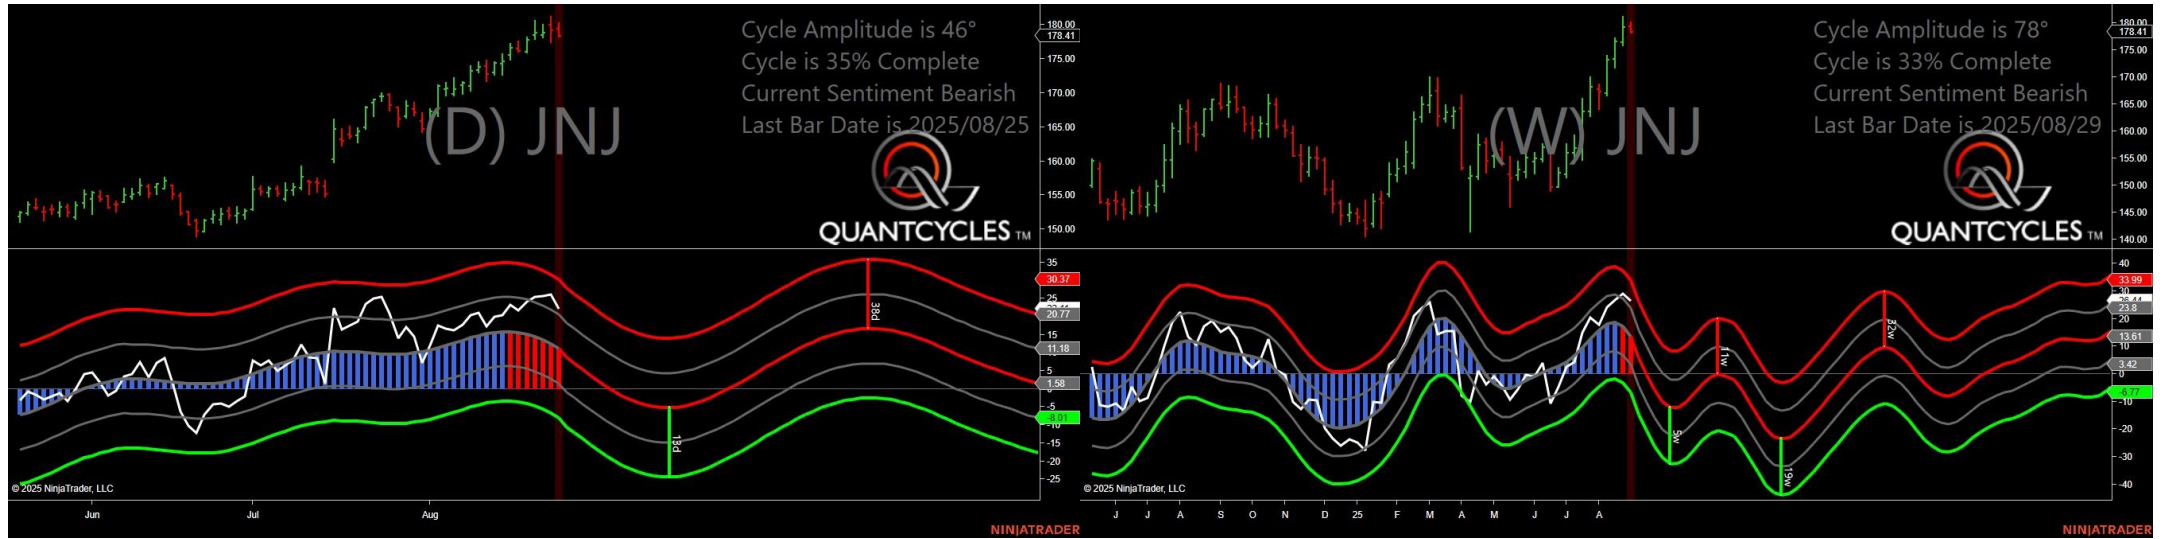 Cycle Amplitude is 46°
Cycle is 35% Complete
Current Sentiment Bearish
Last Bar Date is 2025/08/25
(D) JNJ
QUANTCYCLES TM
180.00
178.41
175.00
170.00
165.00
160.00
155.00
150.00
35
30.37
25
20.77
15
11.18
5
1.58
-5
-8.01
-10
-15
-20
-25
38d
13d
© 2025 NinjaTrader, LLC
Jun Jul Aug
NINJATRADER
Cycle Amplitude is 78°
Cycle is 33% Complete
Current Sentiment Bearish
Last Bar Date is 2025/08/29
(W) JNJ
QUANTCYCLES TM
180.00
178.41
175.00
170.00
165.00
160.00
155.00
150.00
145.00
140.00
40
33.99
30
26.44
23.8
20
13.61
10
3.42
0
-6.77
-10
-20
-30
-40
5w
11w
19w
32w
© 2025 NinjaTrader, LLC
J J A S O N D 25 F M A M J J A
NINJATRADER